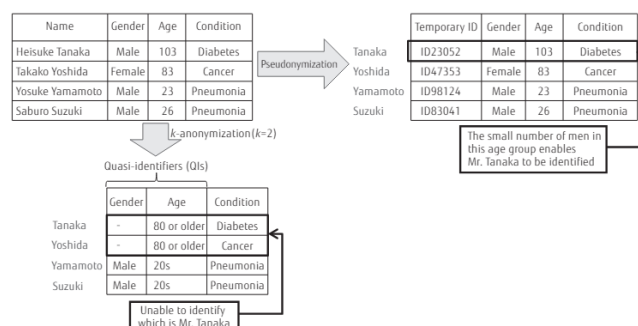 Name Gender Age Condition
Heisuke Tanaka Male 103 Diabetes
Takako Yoshida Female 83 Cancer
Yosuke Yamamoto Male 23 Pneumonia
Saburo Suzuki Male 26 Pneumonia
Pseudonymization
Temporary ID Gender Age Condition
Tanaka ID23052 Male 103 Diabetes
Yoshida ID47353 Female 83 Cancer
Yamamoto ID98124 Male 23 Pneumonia
Suzuki ID83041 Male 26 Pneumonia
The small number of men in
this age group enables
Mr. Tanaka to be identified
k-anonymization (k=2)
Quasi-identifiers (QIs)
Gender Age Condition
Tanaka - 80 or older Diabetes
Yoshida - 80 or older Cancer
Yamamoto Male 20s Pneumonia
Suzuki Male 20s Pneumonia
Unable to identify
which is Mr. Tanaka